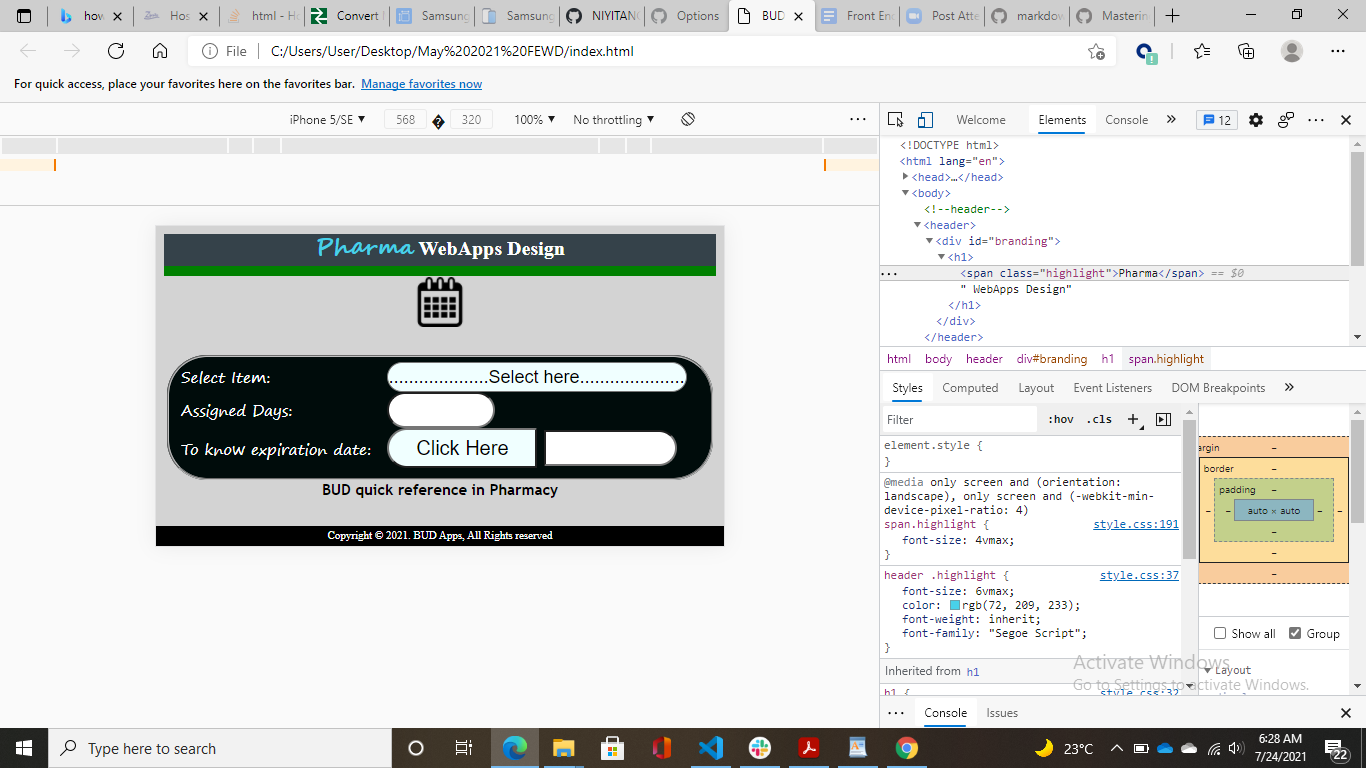 how
Hos
html - Ho
Convert
Samsung
Samsung
NIYITANG
Options
BUD
Front End
Post Atte
markdow
Mastering
File C:/Users/User/Desktop/May%202021%20FEWD/index.html
For quick access, place your favorites here on the favorites bar. Manage favorites now
iPhone 5/SE ▼ 568 320 100% ▼ No throttling ▼
Welcome Elements Console » 12
<!DOCTYPE html>
<html lang="en">
<head>…</head>
<body>
<!--header-->
<header>
<div id="branding">
<h1>
<span class="highlight">Pharma</span> == $0
" WebApps Design"
</h1>
</div>
</header>
html body header div#branding h1 span.highlight
Styles Computed Layout Event Listeners DOM Breakpoints »
Filter :hov .cls +
element.style {
}
@media only screen and (orientation:
landscape), only screen and (-webkit-min-
device-pixel-ratio: 4)
span.highlight { style.css:191
font-size: 4vmax;
}
header .highlight { style.css:37
font-size: 6vmax;
color: rgb(72, 209, 233);
font-weight: inherit;
font-family: "Segoe Script";
}
Inherited from h1
h1 { style.css:32
argin –
border –
padding –
– – auto × auto – –
–
–
–
Show all Group
Layout
Activate Windows
Go to Settings to activate Windows.
Console Issues
Pharma WebApps Design
Select Item: ....................Select here.....................
Assigned Days:
To know expiration date: Click Here
BUD quick reference in Pharmacy
Copyright © 2021. BUD Apps, All Rights reserved
Type here to search
23°C
6:28 AM
7/24/2021
22